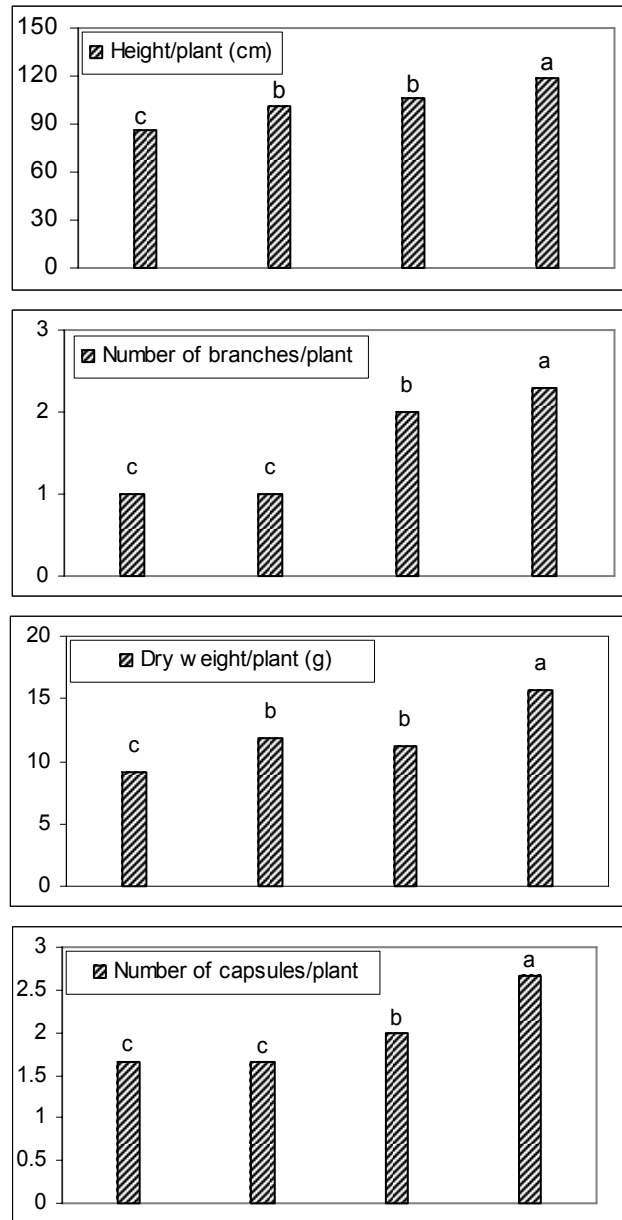 150
120
90
60
30
0
Height/plant (cm)
c
b
b
a
3
2
1
0
Number of branches/plant
c
c
b
a
20
15
10
5
0
Dry weight/plant (g)
c
b
b
a
3
2.5
2
1.5
1
0.5
0
Number of capsules/plant
c
c
b
a